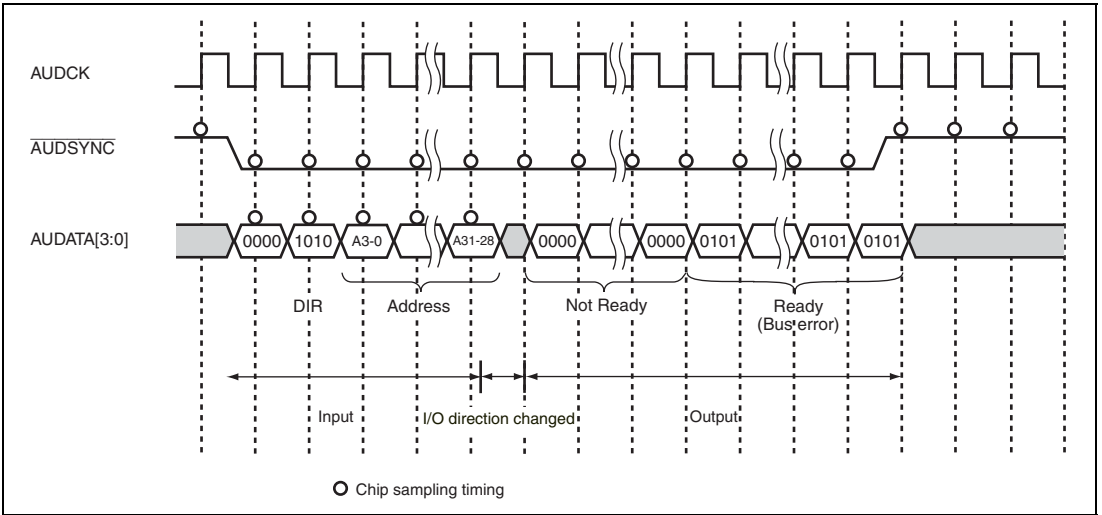 AUDCK
AUDSYNC
AUDATA[3:0]
0000 1010 A3-0 A31-28 0000 0000 0101 0101 0101
DIR Address Not Ready Ready
(Bus error)
Input I/O direction changed Output
Chip sampling timing